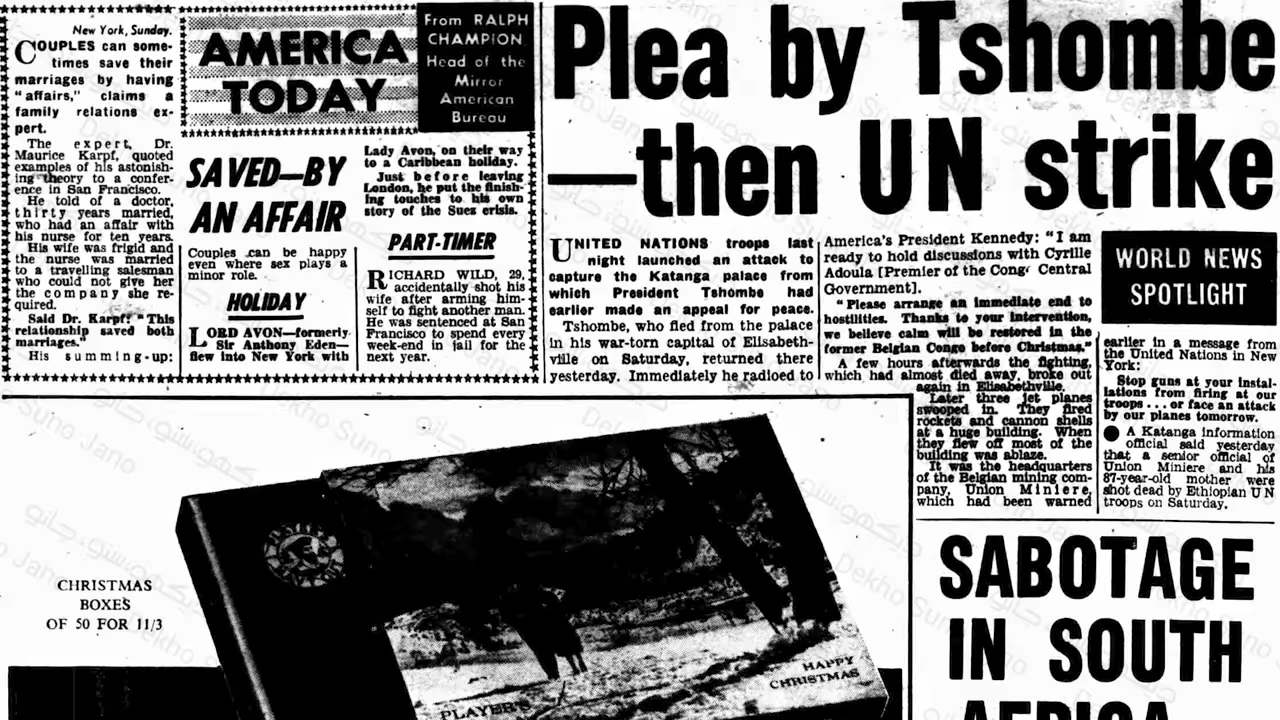 New York, Sunday.
COUPLES can some-
times save their
marriages by having
"affairs," claims a
family relations ex-
pert.
The expert, Dr.
Maurice Karpf, quoted
examples of his astonish-
ing theory to a confer-
ence in San Francisco.
He told of a doctor,
thirty years married,
who had an affair with
his nurse for ten years.
His wife was frigid and
the nurse was married
to a travelling salesman
who could not give her
the company she re-
quired.
Said Dr. Karpf: "This
relationship saved both
marriages."
His summing-up:
AMERICA
TODAY
From RALPH
CHAMPION
Head of the
Mirror
American
Bureau
SAVED—BY
AN AFFAIR
Couples can be happy
even where sex plays a
minor role.
HOLIDAY
LORD AVON—formerly
Sir Anthony Eden—
flew into New York with
Lady Avon, on their way
to a Caribbean holiday.
Just before leaving
London, he put the finish-
ing touches to his own
story of the Suez crisis.
PART-TIMER
RICHARD WILD, 29,
accidentally shot his
wife after arming him-
self to fight another man.
He was sentenced at San
Francisco to spend every
week-end in jail for the
next year.
Plea by Tshombe
—then UN strike
UNITED NATIONS troops last
night launched an attack to
capture the Katanga palace from
which President Tshombe had
earlier made an appeal for peace.
Tshombe, who fled from the palace
in his war-torn capital of Elisabeth-
ville on Saturday, returned there
yesterday. Immediately he radioed to
America's President Kennedy: "I am
ready to hold discussions with Cyrille
Adoula [Premier of the Congo Central
Government].
"Please arrange an immediate end to
hostilities. Thanks to your intervention,
we believe calm will be restored in the
former Belgian Congo before Christmas."
A few hours afterwards the fighting,
which had almost died away, broke out
again in Elisabethville.
Later three jet planes
swooped in. They fired
rockets and cannon shells
at a huge building. When
they flew off most of the
building was ablaze.
It was the headquarters
of the Belgian mining com-
pany, Union Miniere,
which had been warned
WORLD NEWS
SPOTLIGHT
earlier in a message from
the United Nations in New
York:
Stop guns at your instal-
lations from firing at our
troops . . . or face an attack
by our planes tomorrow.
● A Katanga information
official said yesterday
that a senior official of
Union Miniere and his
87-year-old mother were
shot dead by Ethiopian UN
troops on Saturday.
SABOTAGE
IN SOUTH
AFRICA
CHRISTMAS
BOXES
OF 50 FOR 11/3
HAPPY
CHRISTMAS
PLAYER'S